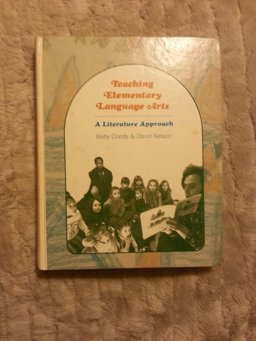 Teaching
Elementary
Language Arts
A Literature Approach
Betty Coody & David Nelson